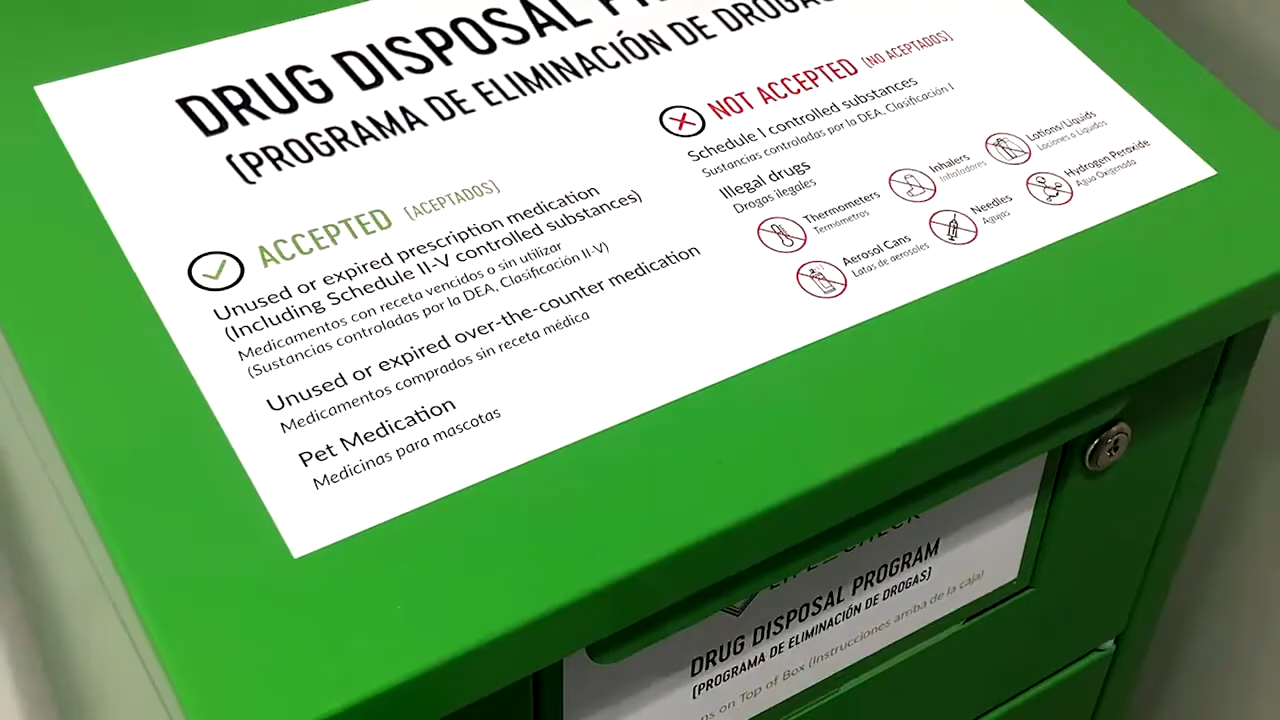 DRUG DISPOSAL
(PROGRAMA DE ELIMINACIÓN DE DROGAS
ACCEPTED (ACEPTADOS)
Unused or expired prescription medication
(Including Schedule II-V controlled substances)
Medicamentos con receta vencidos o sin utilizar
(Sustancias controladas por la DEA, Clasificación II-V)
Unused or expired over-the-counter medication
Medicamentos comprados sin receta médica
Pet Medication
Medicinas para mascotas
NOT ACCEPTED (NO ACEPTADOS)
Schedule I controlled substances
Sustancias controladas por la DEA, Clasificación I
Illegal drugs
Drogas ilegales
Thermometers
Termómetros
Inhalers
Inhaladores
Lotions/Liquids
Lociones o Liquidos
Aerosol Cans
Latas de aerosoles
Needles
Agujas
Hydrogen Peroxide
Agua Oxigenada
DRUG DISPOSAL PROGRAM
(PROGRAMA DE ELIMINACIÓN DE DROGAS)
on Top of Box (Instrucciones arriba de la caja)